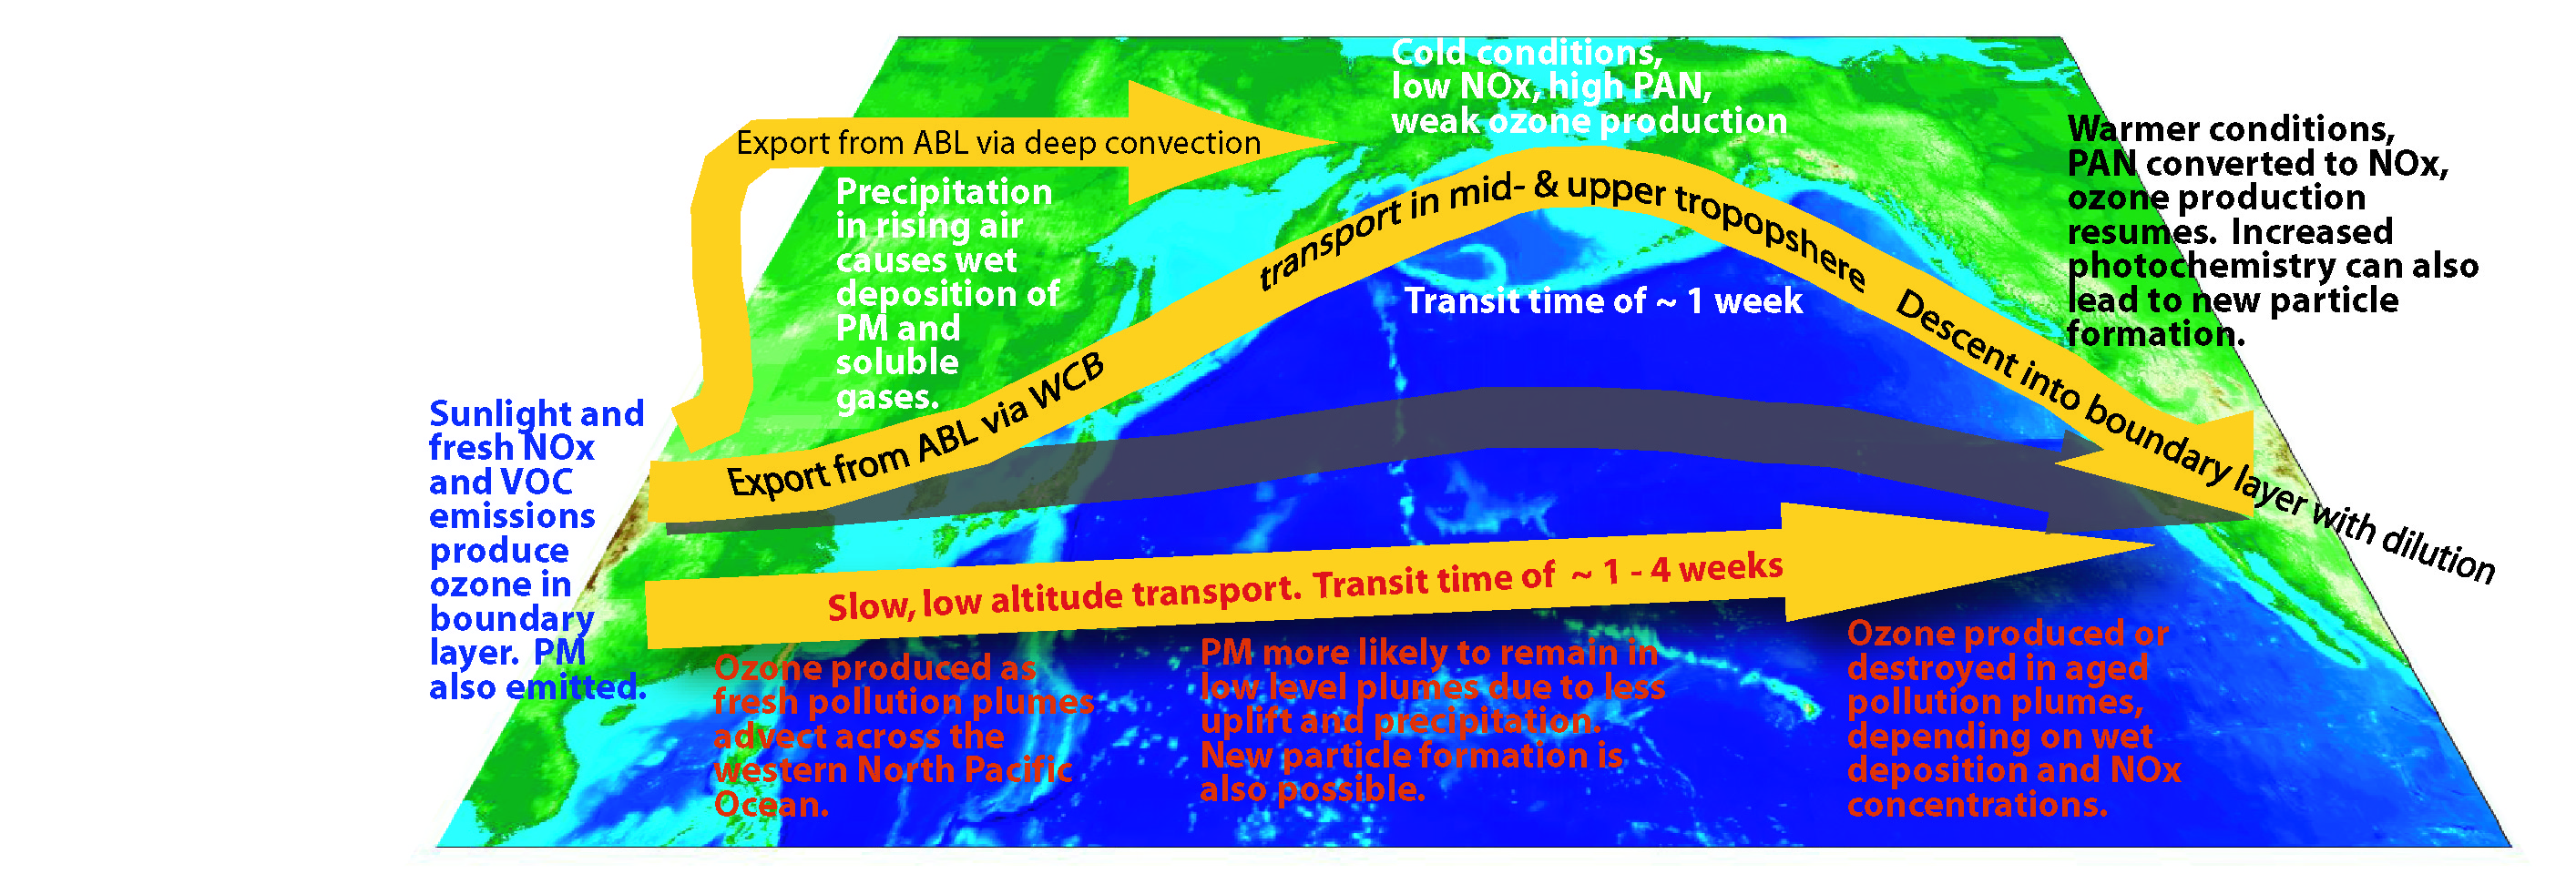 Cold conditions,
low NOx, high PAN,
weak ozone production
Export from ABL via deep convection
Precipitation
in rising air
causes wet
deposition of
PM and
soluble
gases.
Warmer conditions,
PAN converted to NOx,
ozone production
resumes. Increased
photochemistry can also
lead to new particle
formation.
Export from ABL via WCB
transport in mid- & upper tropopshere
Descent into boundary layer with dilution
Transit time of ~ 1 week
Sunlight and
fresh NOx
and VOC
emissions
produce
ozone in
boundary
layer. PM
also emitted.
Slow, low altitude transport. Transit time of ~ 1 - 4 weeks
Ozone produced as
fresh pollution plumes
advect across the
western North Pacific
Ocean.
PM more likely to remain in
low level plumes due to less
uplift and precipitation.
New particle formation is
also possible.
Ozone produced or
destroyed in aged
pollution plumes,
depending on wet
deposition and NOx
concentrations.